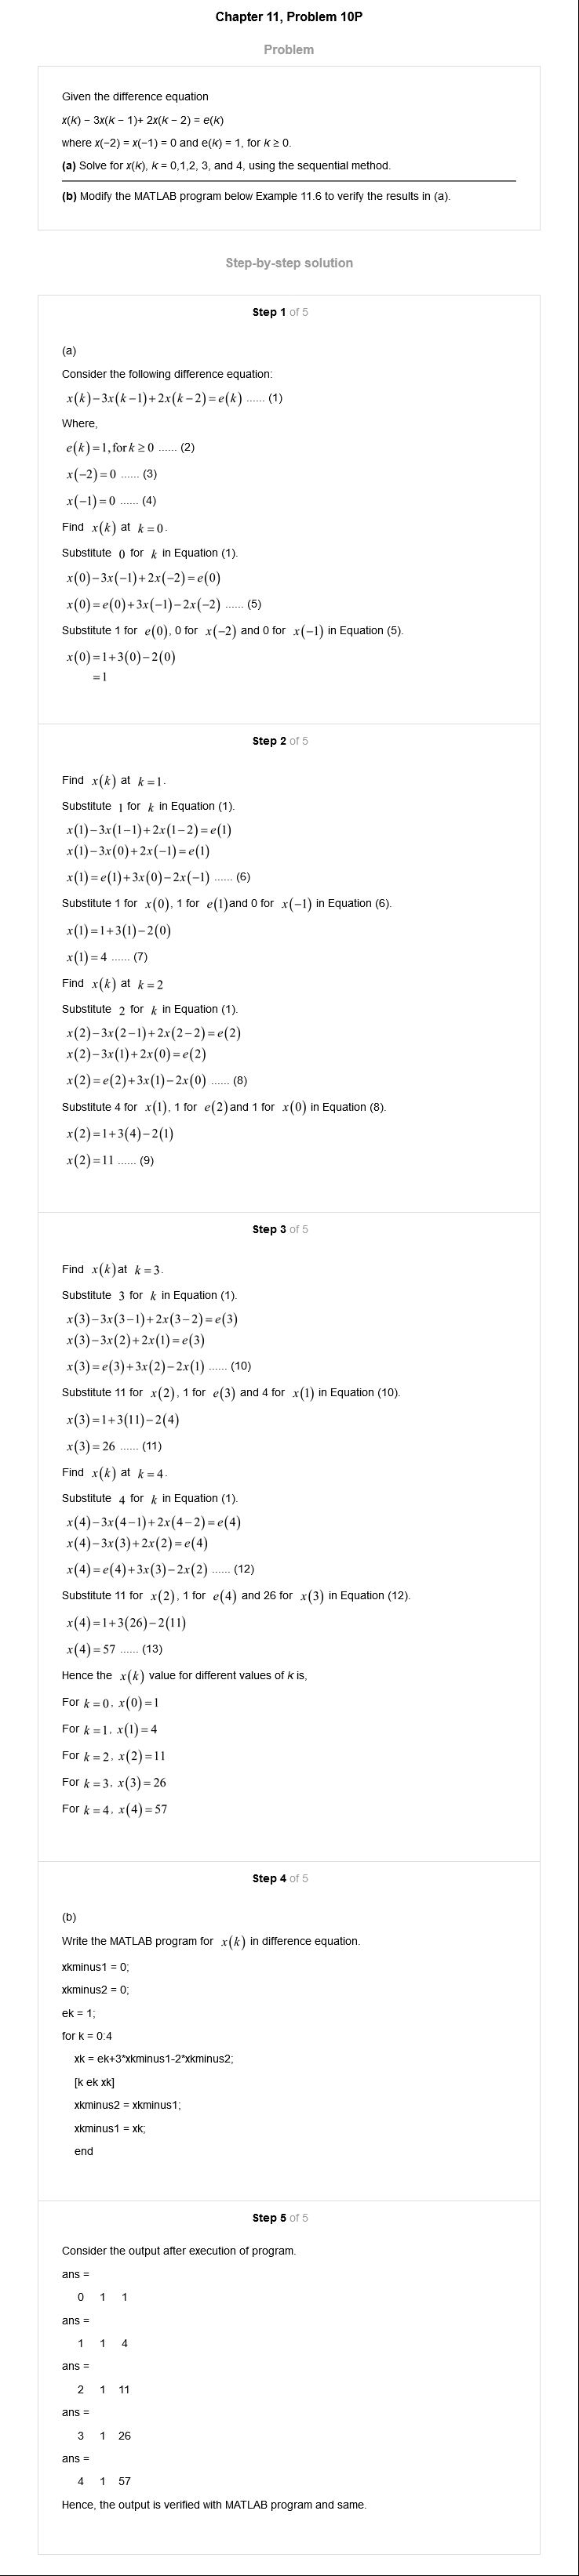 Chapter 11, Problem 10P
Problem
Given the difference equation
x(k) − 3x(k − 1)+ 2x(k − 2) = e(k)
where x(−2) = x(−1) = 0 and e(k) = 1, for k ≥ 0.
(a) Solve for x(k), k = 0,1,2, 3, and 4, using the sequential method.
(b) Modify the MATLAB program below Example 11.6 to verify the results in (a).
Step-by-step solution
Step 1 of 5
(a)
Consider the following difference equation:
x(k)−3x(k−1)+2x(k−2)=e(k) ...... (1)
Where,
e(k)=1, for k ≥ 0 ...... (2)
x(−2)=0 ...... (3)
x(−1)=0 ...... (4)
Find x(k) at k=0.
Substitute 0 for k in Equation (1).
x(0)−3x(−1)+2x(−2)=e(0)
x(0)=e(0)+3x(−1)−2x(−2) ...... (5)
Substitute 1 for e(0), 0 for x(−2) and 0 for x(−1) in Equation (5).
x(0)=1+3(0)−2(0)
=1
Step 2 of 5
Find x(k) at k=1.
Substitute 1 for k in Equation (1).
x(1)−3x(1−1)+2x(1−2)=e(1)
x(1)−3x(0)+2x(−1)=e(1)
x(1)=e(1)+3x(0)−2x(−1) ...... (6)
Substitute 1 for x(0), 1 for e(1)and 0 for x(−1) in Equation (6).
x(1)=1+3(1)−2(0)
x(1)=4 ...... (7)
Find x(k) at k=2
Substitute 2 for k in Equation (1).
x(2)−3x(2−1)+2x(2−2)=e(2)
x(2)−3x(1)+2x(0)=e(2)
x(2)=e(2)+3x(1)−2x(0) ...... (8)
Substitute 4 for x(1), 1 for e(2)and 1 for x(0) in Equation (8).
x(2)=1+3(4)−2(1)
x(2)=11 ...... (9)
Step 3 of 5
Find x(k)at k=3.
Substitute 3 for k in Equation (1).
x(3)−3x(3−1)+2x(3−2)=e(3)
x(3)−3x(2)+2x(1)=e(3)
x(3)=e(3)+3x(2)−2x(1) ...... (10)
Substitute 11 for x(2), 1 for e(3) and 4 for x(1) in Equation (10).
x(3)=1+3(11)−2(4)
x(3)=26 ...... (11)
Find x(k) at k=4.
Substitute 4 for k in Equation (1).
x(4)−3x(4−1)+2x(4−2)=e(4)
x(4)−3x(3)+2x(2)=e(4)
x(4)=e(4)+3x(3)−2x(2) ...... (12)
Substitute 11 for x(2), 1 for e(4) and 26 for x(3) in Equation (12).
x(4)=1+3(26)−2(11)
x(4)=57 ...... (13)
Hence the x(k) value for different values of k is,
For k=0, x(0)=1
For k=1, x(1)=4
For k=2, x(2)=11
For k=3, x(3)=26
For k=4, x(4)=57
Step 4 of 5
(b)
Write the MATLAB program for x(k) in difference equation.
xkminus1 = 0;
xkminus2 = 0;
ek = 1;
for k = 0:4
xk = ek+3*xkminus1-2*xkminus2;
[k ek xk]
xkminus2 = xkminus1;
xkminus1 = xk;
end
Step 5 of 5
Consider the output after execution of program.
ans =
0 1 1
ans =
1 1 4
ans =
2 1 11
ans =
3 1 26
ans =
4 1 57
Hence, the output is verified with MATLAB program and same.